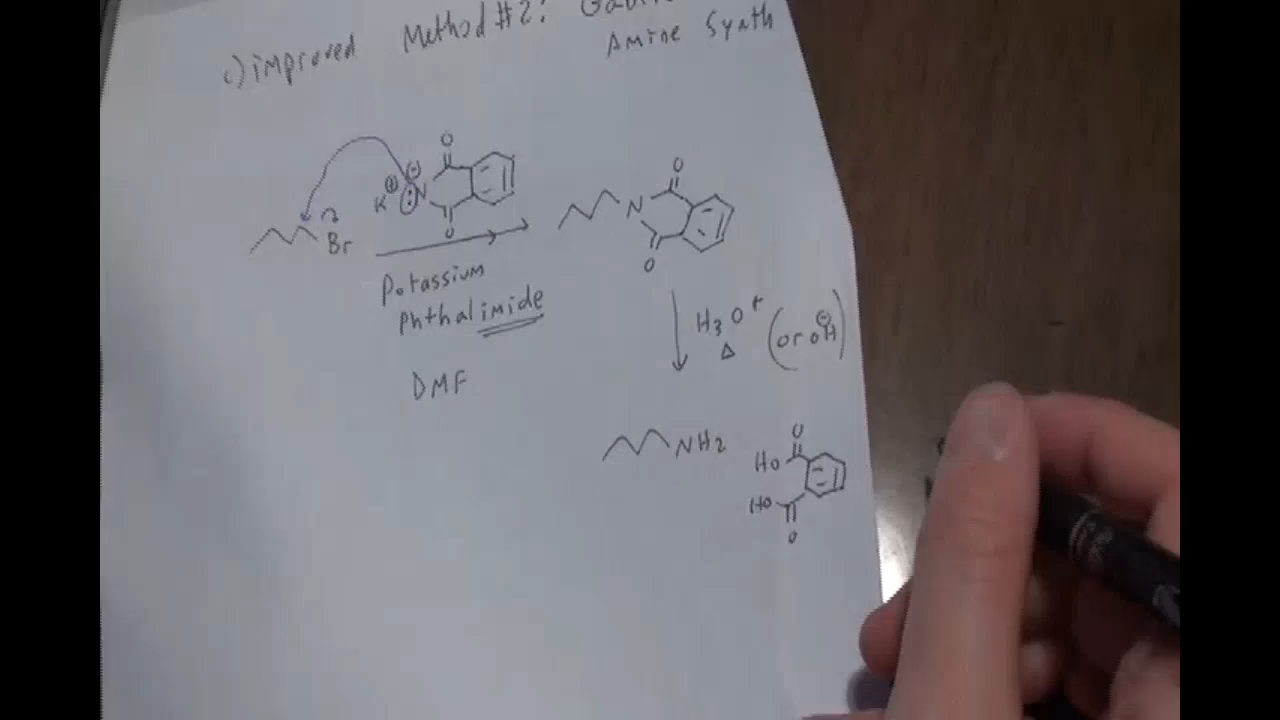 c) improved Method #2:
Amine Synth
O
K⊕ ⊖ : N
O
Br
Potassium
phthalimide
DMF
O
N
O
H3O+ (or OH⊖)
Δ
NH2
O
HO
HO
O